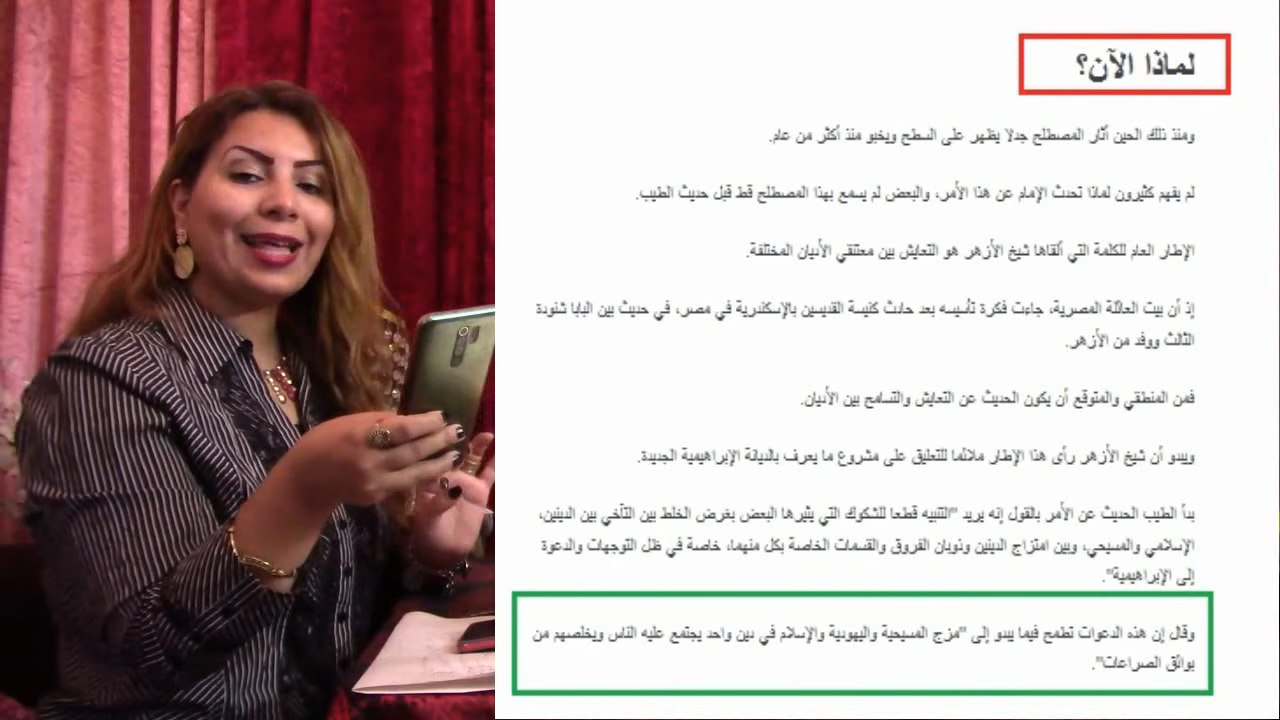 لماذا الآن؟
ومنذ ذلك الحين أثار المصطلح جدلا يظهر على السطح ويخبو منذ أكثر من عام.
لم يفهم كثيرون لماذا تحدث الإمام عن هذا الأمر، والبعض لم يسمع بهذا المصطلح قط قبل حديث الطيب.
الإطار العام للكلمة التي ألقاها شيخ الأزهر هو التعايش بين معتنقي الأديان المختلفة.
إذ أن بيت العائلة المصرية، جاءت فكرة تأسيسه بعد حادث كنيسة القديسين بالإسكندرية في مصر، في حديث بين البابا شنودة
الثالث ووفد من الأزهر.
فمن المنطقي والمتوقع أن يكون الحديث عن التعايش والتسامح بين الأديان.
ويبدو أن شيخ الأزهر رأى هذا الإطار ملائما للتعليق على مشروع ما يعرف بالديانة الإبراهيمية الجديدة.
بدأ الطيب الحديث عن الأمر بالقول إنه يريد "التنبيه قطعا للشكوك التي يثيرها البعض بغرض الخلط بين التآخي بين الدينين،
الإسلامي والمسيحي، وبين امتزاج الدينين وذوبان الفروق والقسمات الخاصة بكل منهما، خاصة في ظل التوجهات والدعوة
إلى الإبراهيمية".
وقال إن هذه الدعوات تطمح فيما يبدو إلى "مزج المسيحية واليهودية والإسلام في دين واحد يجتمع عليه الناس ويخلصهم من
بوائق الصراعات".